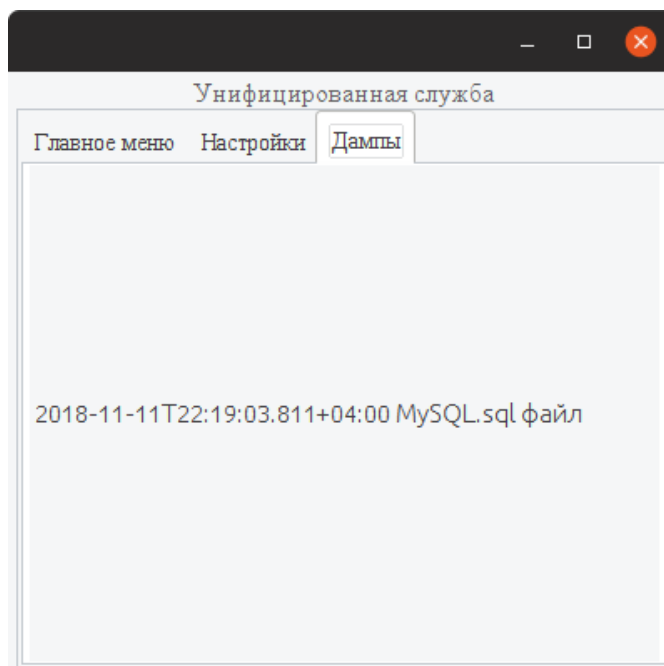 Унифицированная служба
Главное меню Настройки Дампы
2018-11-11T22:19:03.811+04:00 MySQL.sql файл